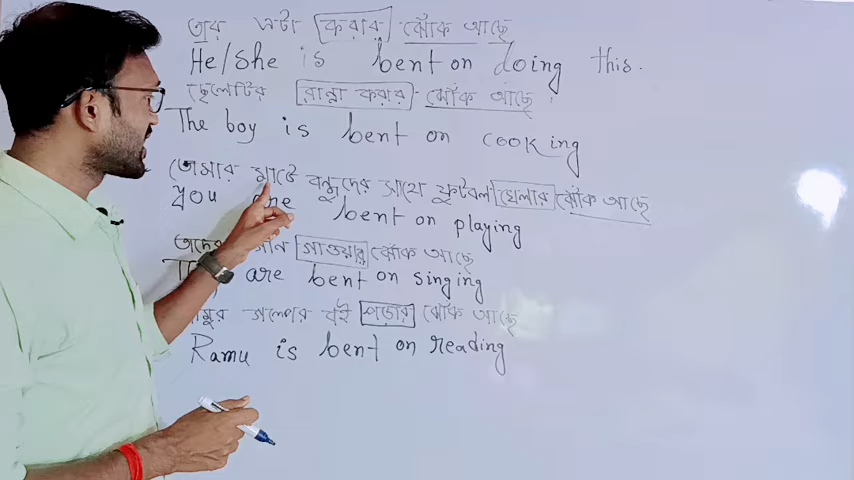 তার এটা করার ঝোঁক আছে
He/She is bent on doing this.
ছেলেটির রান্না করার ঝোঁক আছে।
The boy is bent on cooking
তোমার মাঠে বন্ধুদের সাথে ফুটবল খেলার ঝোঁক আছে
You are bent on playing
তাদের গান গাওয়ার ঝোঁক আছে
are bent on singing
গল্পের বই পড়ার ঝোঁক আছে
Ramu is bent on reading